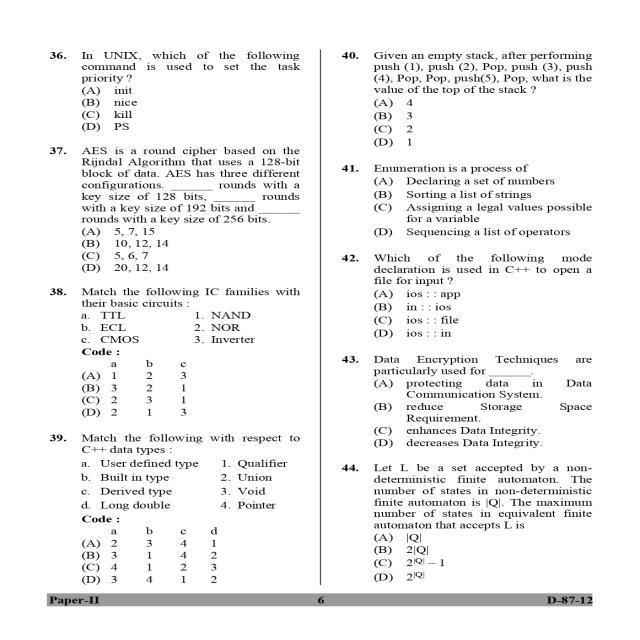 36. In UNIX, which of the following
command is used to set the task
priority ?
(A) init
(B) nice
(C) kill
(D) PS
37. AES is a round cipher based on the
Rijndal Algorithm that uses a 128-bit
block of data. AES has three different
configurations. _______ rounds with a
key size of 128 bits, _______ rounds
with a key size of 192 bits and _______
rounds with a key size of 256 bits.
(A) 5, 7, 15
(B) 10, 12, 14
(C) 5, 6, 7
(D) 20, 12, 14
38. Match the following IC families with
their basic circuits :
a. TTL 1. NAND
b. ECL 2. NOR
c. CMOS 3. Inverter
Code :
a b c
(A) 1 2 3
(B) 3 2 1
(C) 2 3 1
(D) 2 1 3
39. Match the following with respect to
C++ data types :
a. User defined type 1. Qualifier
b. Built in type 2. Union
c. Derived type 3. Void
d. Long double 4. Pointer
Code :
a b c d
(A) 2 3 4 1
(B) 3 1 4 2
(C) 4 1 2 3
(D) 3 4 1 2
40. Given an empty stack, after performing
push (1), push (2), Pop, push (3), push
(4), Pop, Pop, push(5), Pop, what is the
value of the top of the stack ?
(A) 4
(B) 3
(C) 2
(D) 1
41. Enumeration is a process of
(A) Declaring a set of numbers
(B) Sorting a list of strings
(C) Assigning a legal values possible
for a variable
(D) Sequencing a list of operators
42. Which of the following mode
declaration is used in C++ to open a
file for input ?
(A) ios : : app
(B) in : : ios
(C) ios : : file
(D) ios : : in
43. Data Encryption Techniques are
particularly used for _______.
(A) protecting data in Data
Communication System.
(B) reduce Storage Space
Requirement.
(C) enhances Data Integrity.
(D) decreases Data Integrity.
44. Let L be a set accepted by a non-
deterministic finite automaton. The
number of states in non-deterministic
finite automaton is |Q|. The maximum
number of states in equivalent finite
automaton that accepts L is
(A) |Q|
(B) 2|Q|
(C) 2^|Q| – 1
(D) 2^|Q|
Paper-II 6 D-87-12